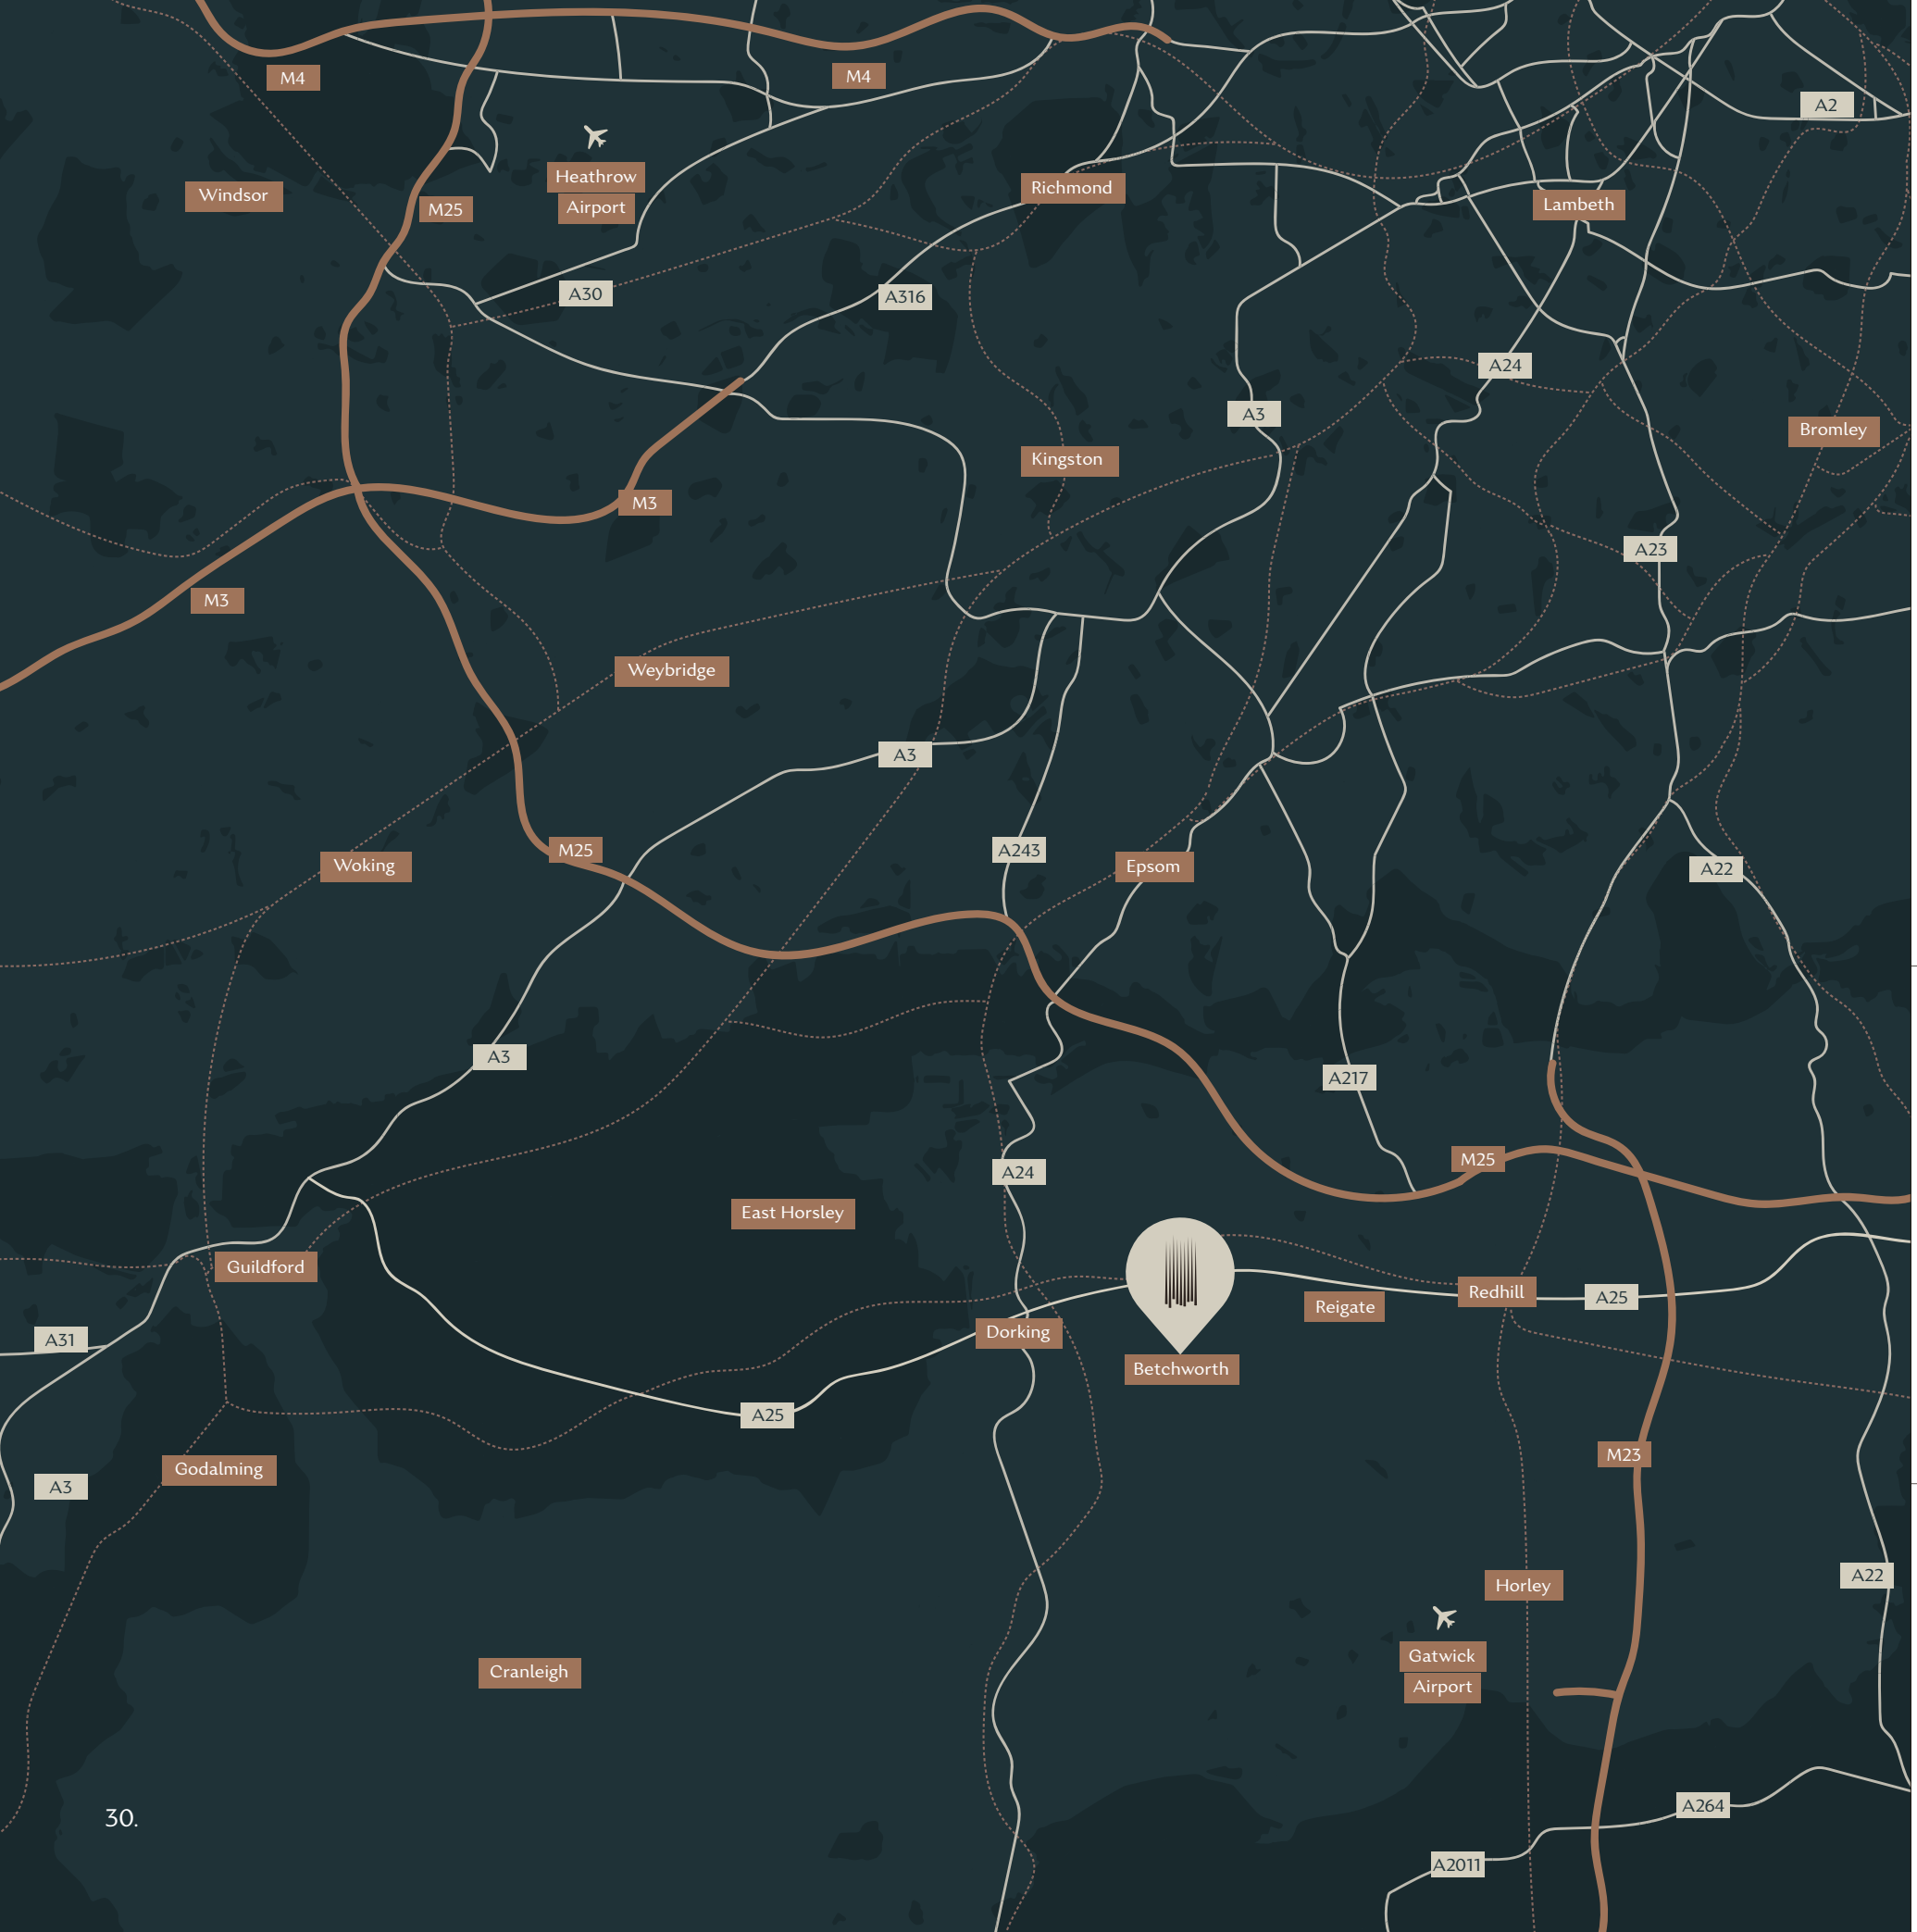 M4
M4
A2
Heathrow
Airport
Richmond
Windsor
M25
Lambeth
A30
A316
A24
A3
Bromley
Kingston
M3
A23
M3
Weybridge
A3
M25
A243
Woking
Epsom
A22
A3
A217
M25
A24
East Horsley
Guildford
Redhill
A25
Reigate
Dorking
A31
Betchworth
A25
M23
Godalming
A3
A22
Horley
Gatwick
Airport
Cranleigh
A264
30.
A2011